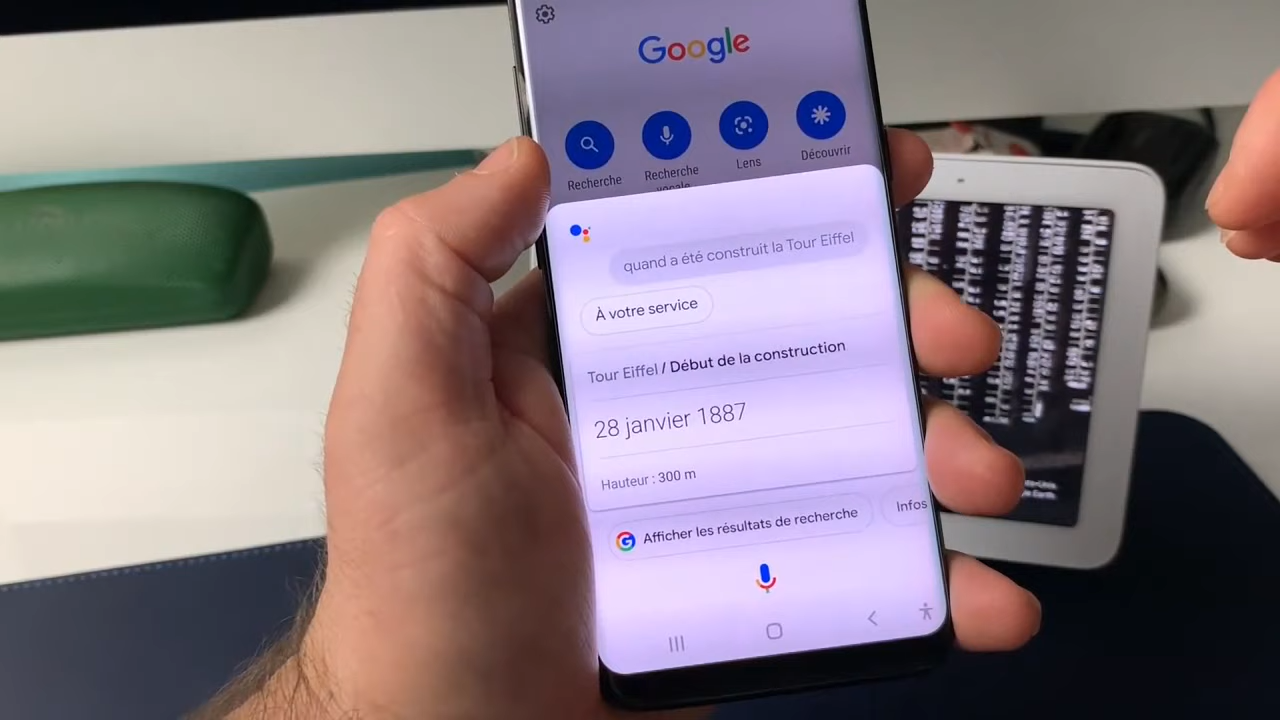 Google
Recherche
Recherche
vocale
Lens
Découvrir
quand a été construit la Tour Eiffel
À votre service
Tour Eiffel / Début de la construction
28 janvier 1887
Hauteur : 300 m
Afficher les résultats de recherche
Infos
Earth.